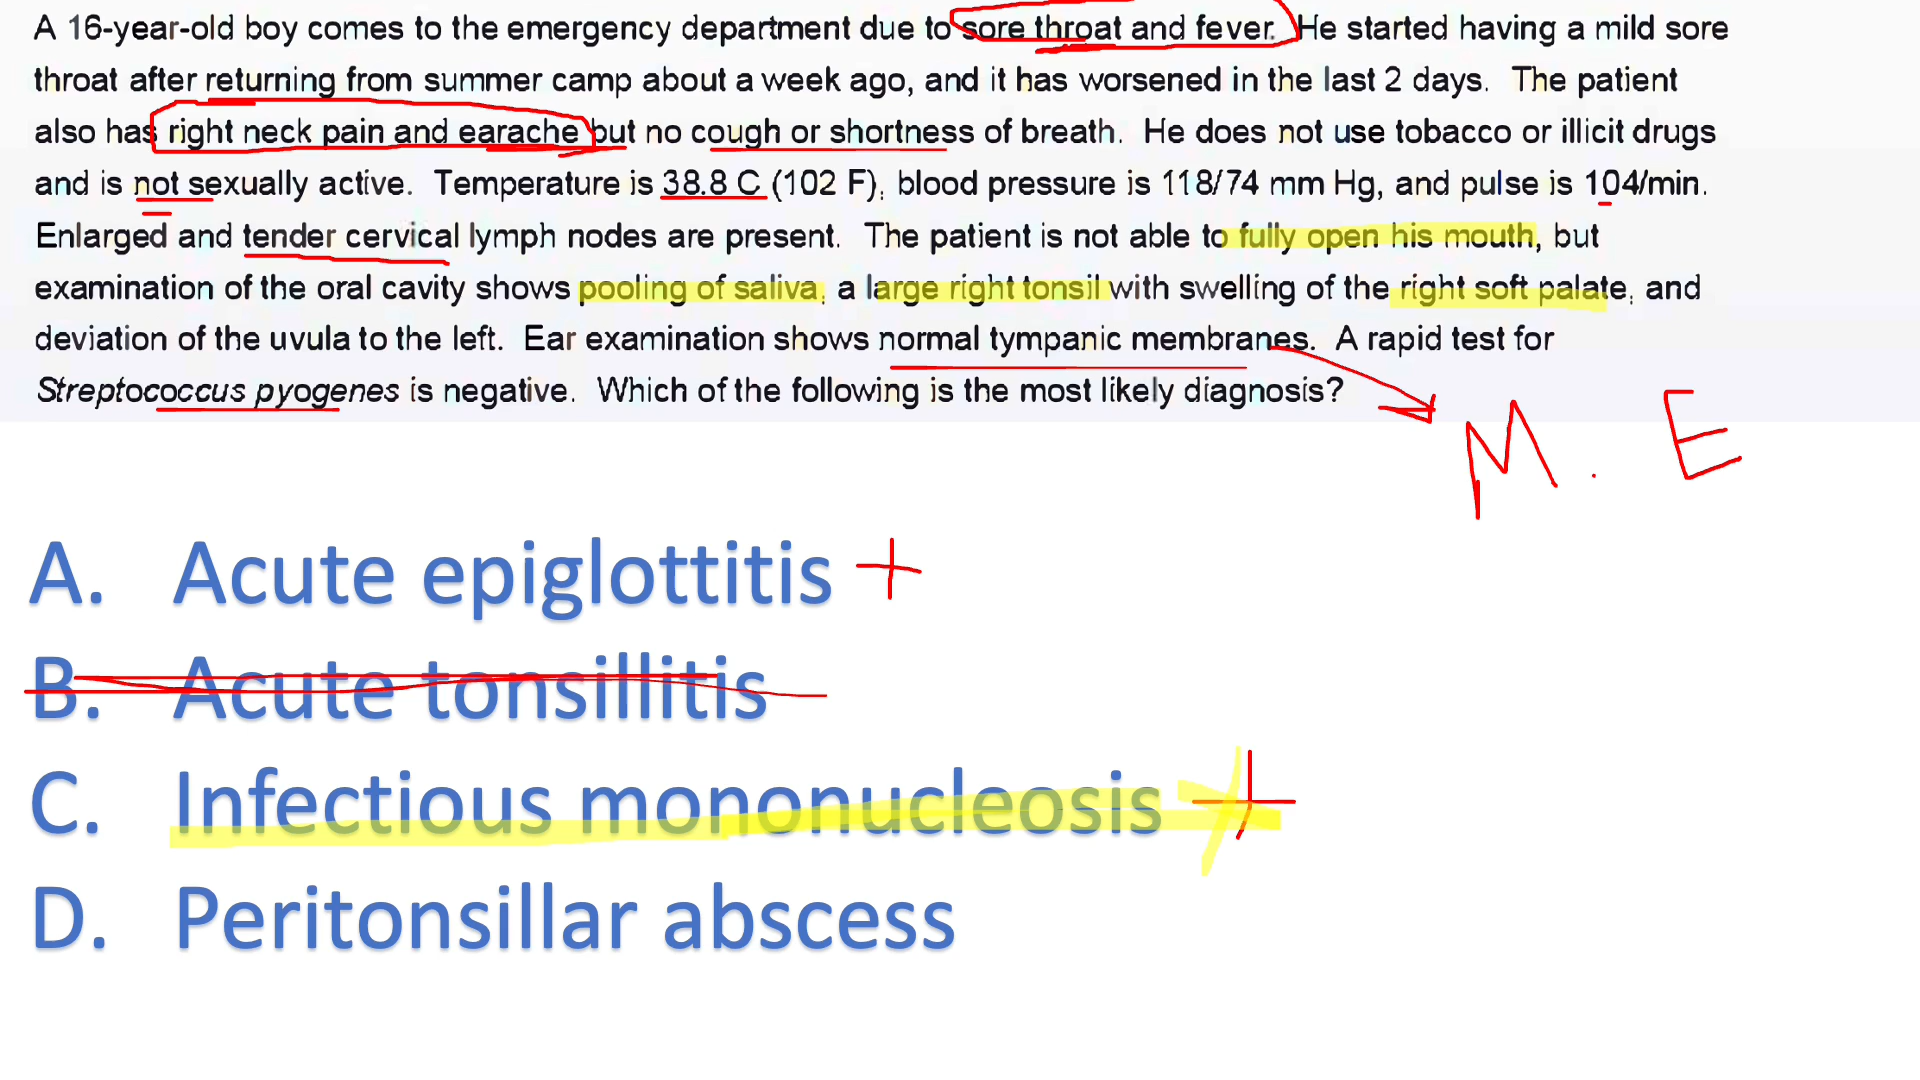 A 16-year-old boy comes to the emergency department due to sore throat and fever. He started having a mild sore
throat after returning from summer camp about a week ago, and it has worsened in the last 2 days. The patient
also has right neck pain and earache but no cough or shortness of breath. He does not use tobacco or illicit drugs
and is not sexually active. Temperature is 38.8 C (102 F), blood pressure is 118/74 mm Hg, and pulse is 104/min.
Enlarged and tender cervical lymph nodes are present. The patient is not able to fully open his mouth, but
examination of the oral cavity shows pooling of saliva, a large right tonsil with swelling of the right soft palate, and
deviation of the uvula to the left. Ear examination shows normal tympanic membranes. A rapid test for
Streptococcus pyogenes is negative. Which of the following is the most likely diagnosis?
M. E
A. Acute epiglottitis
B. Acute tonsillitis
C. Infectious mononucleosis
D. Peritonsillar abscess